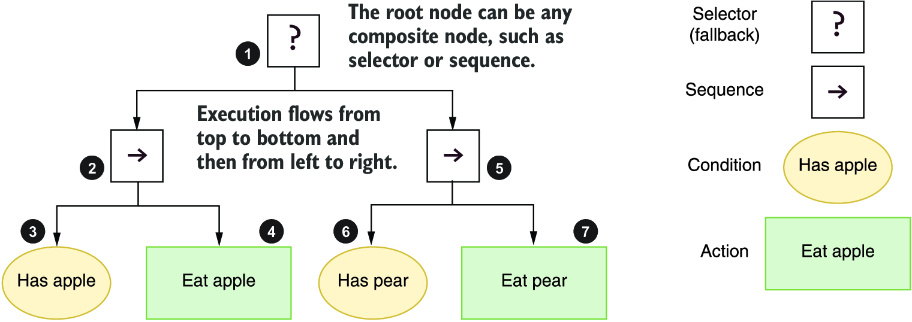 The root node can be any
composite node, such as
selector or sequence.
1
?
Execution flows from
top to bottom and
then from left to right.
2
→
→
5
3
4
6
7
Has apple
Eat apple
Has pear
Eat pear
Selector
(fallback)
?
Sequence
→
Condition
Has apple
Action
Eat apple